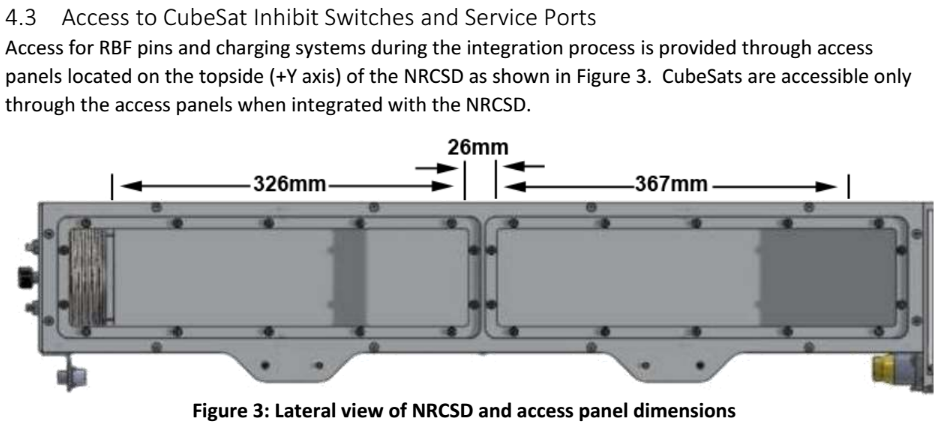 4.3 Access to CubeSat Inhibit Switches and Service Ports
Access for RBF pins and charging systems during the integration process is provided through access
panels located on the topside (+Y axis) of the NRCSD as shown in Figure 3. CubeSats are accessible only
through the access panels when integrated with the NRCSD.
26mm
326mm
367mm
Figure 3: Lateral view of NRCSD and access panel dimensions